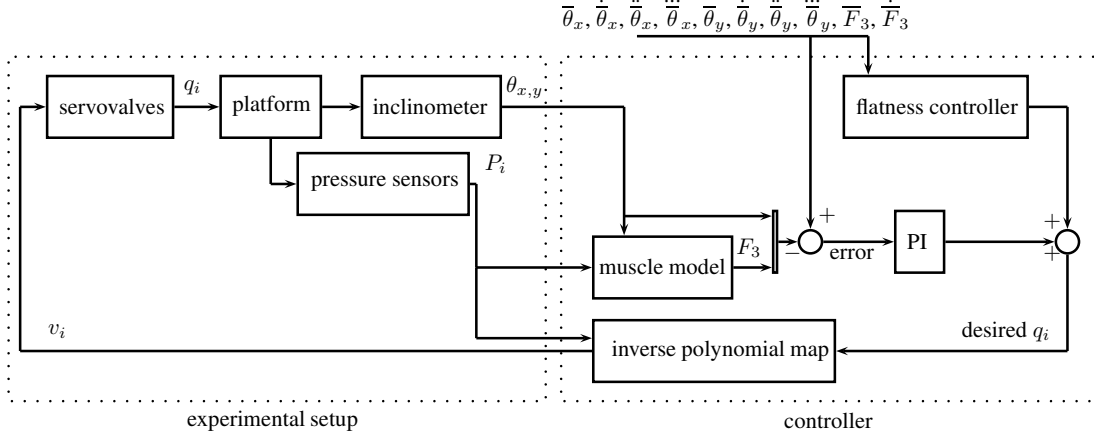 θ̅_x, θ̅̇_x, θ̅̈_x, θ̅⃛_x, θ̅_y, θ̅̇_y, θ̅̈_y, θ̅⃛_y, F̅_3, F̅̇_3
servovalves
q_i
platform
inclinometer
θ_{x,y}
flatness controller
pressure sensors
P_i
muscle model
F_3
+
−
error
PI
+
+
v_i
inverse polynomial map
desired q_i
experimental setup
controller